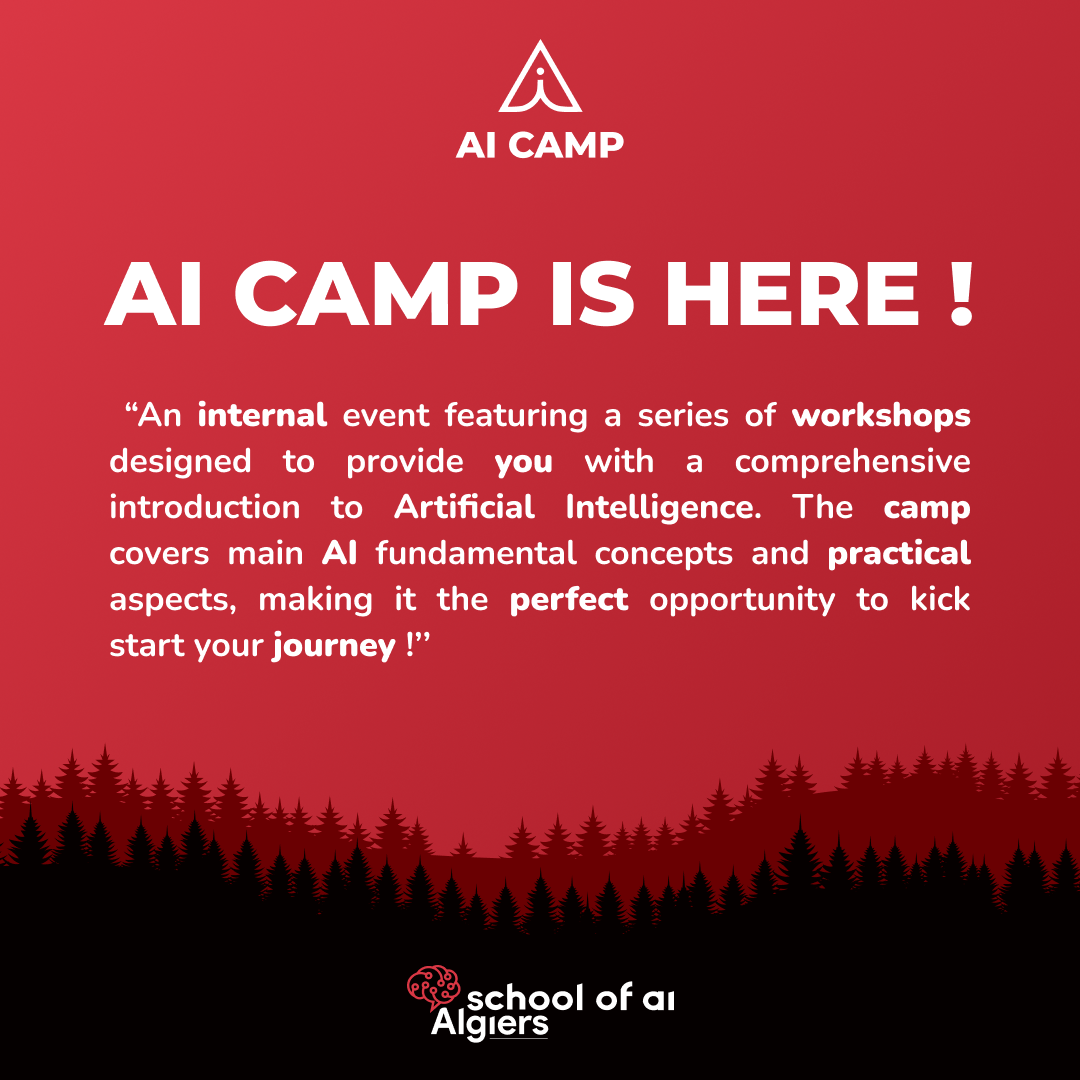 AI CAMP
AI CAMP IS HERE !
“An internal event featuring a series of workshops
designed to provide you with a comprehensive
introduction to Artificial Intelligence. The camp
covers main AI fundamental concepts and practical
aspects, making it the perfect opportunity to kick
start your journey !”
school of ai
Algiers